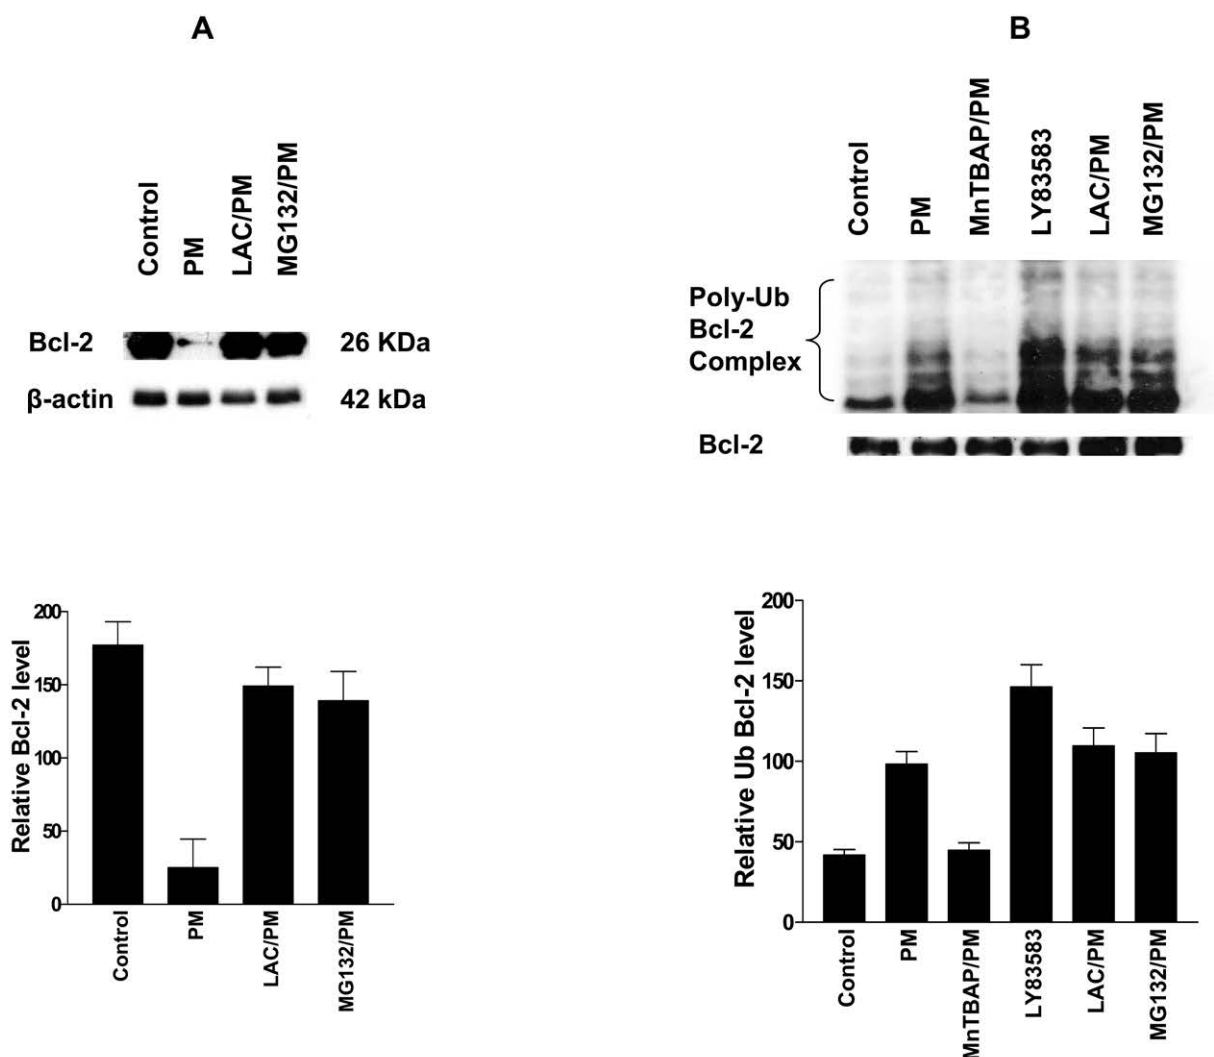 A
Control
PM
LAC/PM
MG132/PM
Bcl-2
26 KDa
β-actin
42 kDa
Relative Bcl-2 level
200
150
100
50
0
Control
PM
LAC/PM
MG132/PM
B
Control
PM
MnTBAP/PM
LY83583
LAC/PM
MG132/PM
Poly-Ub
Bcl-2
Complex
Bcl-2
Relative Ub Bcl-2 level
200
150
100
50
0
Control
PM
MnTBAP/PM
LY83583
LAC/PM
MG132/PM